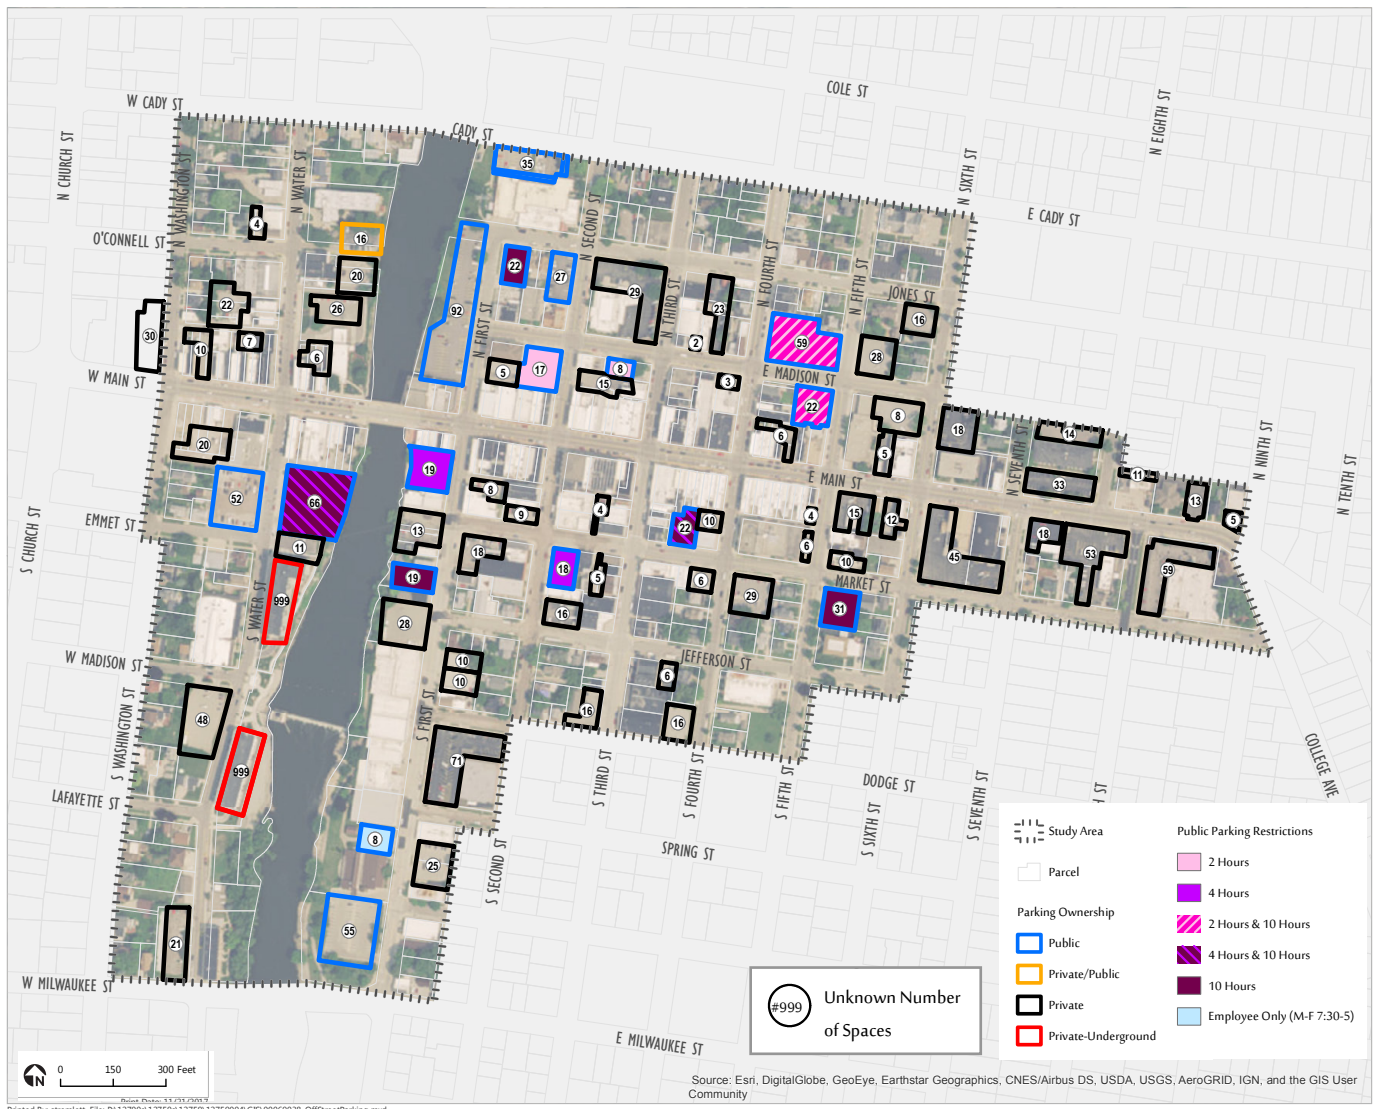 COLE ST
W CADY ST
CADY ST
N CHURCH ST
N WASHINGTON ST
N WATER ST
N SECOND ST
N SIXTH ST
N EIGHTH ST
E CADY ST
O'CONNELL ST
N FIRST ST
N THIRD ST
N FOURTH ST
N FIFTH ST
JONES ST
W MAIN ST
E MADISON ST
E MAIN ST
N SEVENTH ST
N NINTH ST
N TENTH ST
EMMET ST
S CHURCH ST
S WATER ST
MARKET ST
JEFFERSON ST
W MADISON ST
S WASHINGTON ST
S FIRST ST
LAFAYETTE ST
S SECOND ST
S THIRD ST
S FOURTH ST
S FIFTH ST
DODGE ST
S SIXTH ST
S SEVENTH ST
H ST
COLLEGE AVE
SPRING ST
W MILWAUKEE ST
E MILWAUKEE ST
35
4
16
20
22
26
30
10
7
6
92
22
27
29
23
2
59
28
16
5
17
8
15
3
22
8
6
5
18
14
33
11
13
5
20
52
66
11
999
19
8
9
4
13
18
19
28
18
5
16
22
10
4
15
12
6
10
6
29
31
45
18
53
59
10
10
6
16
16
48
999
71
8
25
55
21
Study Area
Parcel
Parking Ownership
Public
Private/Public
Private
Private-Underground
Public Parking Restrictions
2 Hours
4 Hours
2 Hours & 10 Hours
4 Hours & 10 Hours
10 Hours
Employee Only (M-F 7:30-5)
#999
Unknown Number
of Spaces
N
0 150 300 Feet
Print Date: 11/21/2017
Source: Esri, DigitalGlobe, GeoEye, Earthstar Geographics, CNES/Airbus DS, USDA, USGS, AeroGRID, IGN, and the GIS User
Community